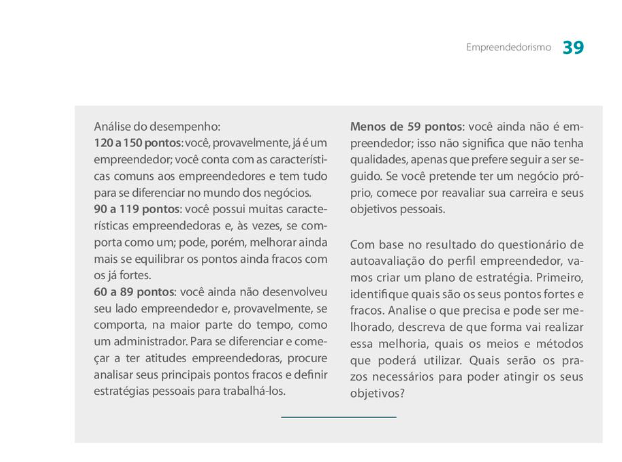 Empreendedorismo 39
Análise do desempenho:
120 a 150 pontos: você, provavelmente, já é um
empreendedor; você conta com as característi-
cas comuns aos empreendedores e tem tudo
para se diferenciar no mundo dos negócios.
90 a 119 pontos: você possui muitas caracte-
rísticas empreendedoras e, às vezes, se com-
porta como um; pode, porém, melhorar ainda
mais se equilibrar os pontos ainda fracos com
os já fortes.
60 a 89 pontos: você ainda não desenvolveu
seu lado empreendedor e, provavelmente, se
comporta, na maior parte do tempo, como
um administrador. Para se diferenciar e come-
çar a ter atitudes empreendedoras, procure
analisar seus principais pontos fracos e definir
estratégias pessoais para trabalhá-los.
Menos de 59 pontos: você ainda não é em-
preendedor; isso não significa que não tenha
qualidades, apenas que prefere seguir a ser se-
guido. Se você pretende ter um negócio pró-
prio, comece por reavaliar sua carreira e seus
objetivos pessoais.
Com base no resultado do questionário de
autoavaliação do perfil empreendedor, va-
mos criar um plano de estratégia. Primeiro,
identifique quais são os seus pontos fortes e
fracos. Analise o que precisa e pode ser me-
lhorado, descreva de que forma vai realizar
essa melhoria, quais os meios e métodos
que poderá utilizar. Quais serão os pra-
zos necessários para poder atingir os seus
objetivos?